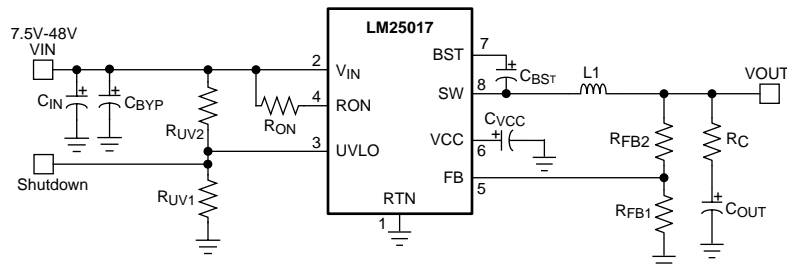 7.5V-48V
VIN
LM25017
2
VIN
BST
7
CBST
L1
VOUT
CIN
CBYP
RUV2
RON
4
RON
SW
8
CVCC
3
UVLO
VCC
6
RFB2
RC
Shutdown
RUV1
FB
5
RTN
1
RFB1
COUT